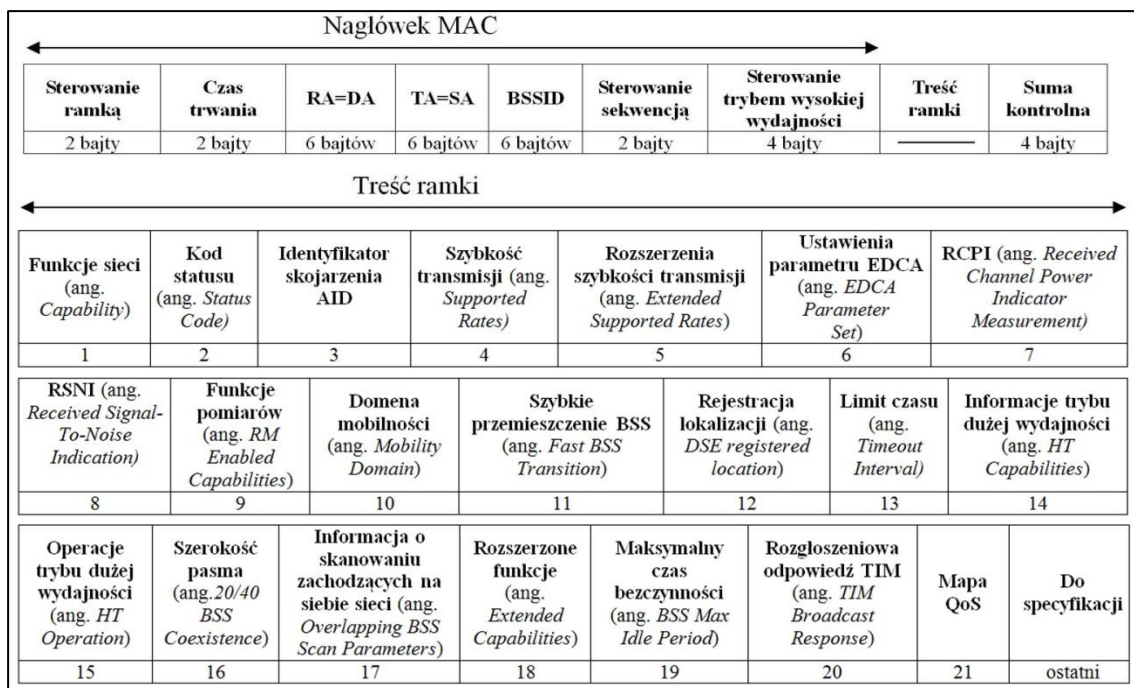 Nagłówek MAC
Sterowanie ramką
Czas trwania
RA=DA
TA=SA
BSSID
Sterowanie sekwencją
Sterowanie trybem wysokiej wydajności
Treść ramki
Suma kontrolna
2 bajty
2 bajty
6 bajtów
6 bajtów
6 bajtów
2 bajty
4 bajty
4 bajty
Treść ramki
Funkcje sieci (ang. Capability)
Kod statusu (ang. Status Code)
Identyfikator skojarzenia AID
Szybkość transmisji (ang. Supported Rates)
Rozszerzenia szybkości transmisji (ang. Extended Supported Rates)
Ustawienia parametru EDCA (ang. EDCA Parameter Set)
RCPI (ang. Received Channel Power Indicator Measurement)
1
2
3
4
5
6
7
RSNI (ang. Received Signal-To-Noise Indication)
Funkcje pomiarów (ang. RM Enabled Capabilities)
Domena mobilności (ang. Mobility Domain)
Szybkie przemieszczenie BSS (ang. Fast BSS Transition)
Rejestracja lokalizacji (ang. DSE registered location)
Limit czasu (ang. Timeout Interval)
Informacje trybu dużej wydajności (ang. HT Capabilities)
8
9
10
11
12
13
14
Operacje trybu dużej wydajności (ang. HT Operation)
Szerokość pasma (ang.20/40 BSS Coexistence)
Informacja o skanowaniu zachodzących na siebie sieci (ang. Overlapping BSS Scan Parameters)
Rozszerzone funkcje (ang. Extended Capabilities)
Maksymalny czas bezczynności (ang. BSS Max Idle Period)
Rozgłoszeniowa odpowiedź TIM (ang. TIM Broadcast Response)
Mapa QoS
Do specyfikacji
15
16
17
18
19
20
21
ostatni